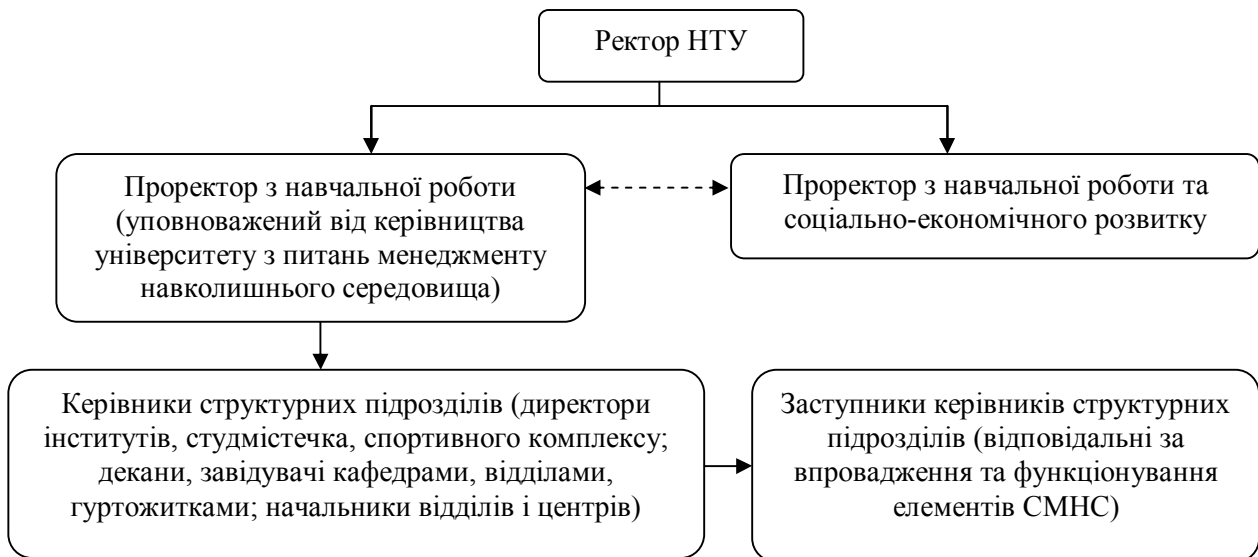 Ректор НТУ
Проректор з навчальної роботи
(уповноважений від керівництва
університету з питань менеджменту
навколишнього середовища)
Проректор з навчальної роботи та
соціально-економічного розвитку
Керівники структурних підрозділів (директори
інститутів, студмістечка, спортивного комплексу;
декани, завідувачі кафедрами, відділами,
гуртожитками; начальники відділів і центрів)
Заступники керівників структурних
підрозділів (відповідальні за
впровадження та функціонування
елементів СМНС)